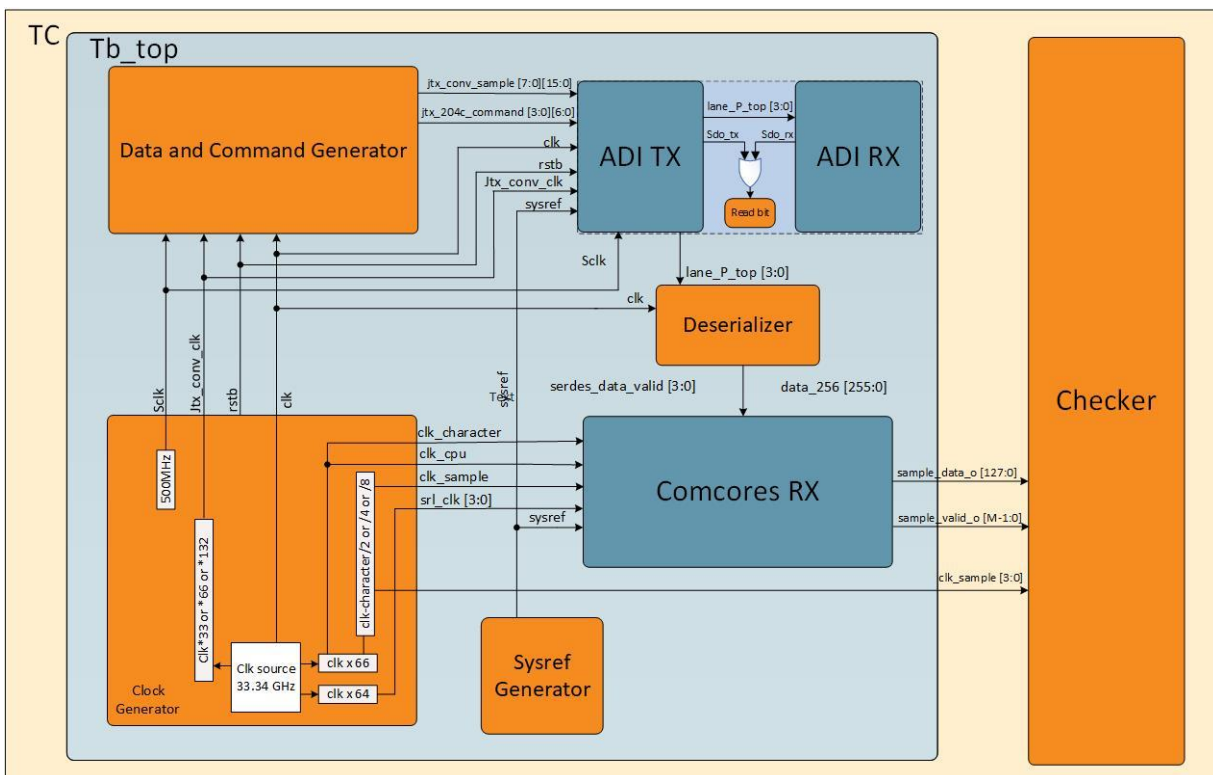 TC
Tb_top
Data and Command Generator
jtx_conv_sample [7:0][15:0]
jtx_204c_command [3:0][6:0]
clk
rstb
Jtx_conv_clk
sysref
ADI TX
lane_P_top [3:0]
Sdo_tx
Sdo_rx
Read bit
ADI RX
Sclk
lane_P_top [3:0]
clk
Deserializer
serdes_data_valid [3:0]
data_256 [255:0]
Sclk
Jtx_conv_clk
rstb
clk
sysref
Checker
clk_character
clk_cpu
clk_sample
srl_clk [3:0]
sysref
Comcores RX
sample_data_o [127:0]
sample_valid_o [M-1:0]
clk_sample [3:0]
500MHz
Clk*33 or *66 or *132
clk-character/2 or /4 or /8
Clk source
33.34 GHz
clk x 66
clk x 64
Clock
Generator
Sysref
Generator